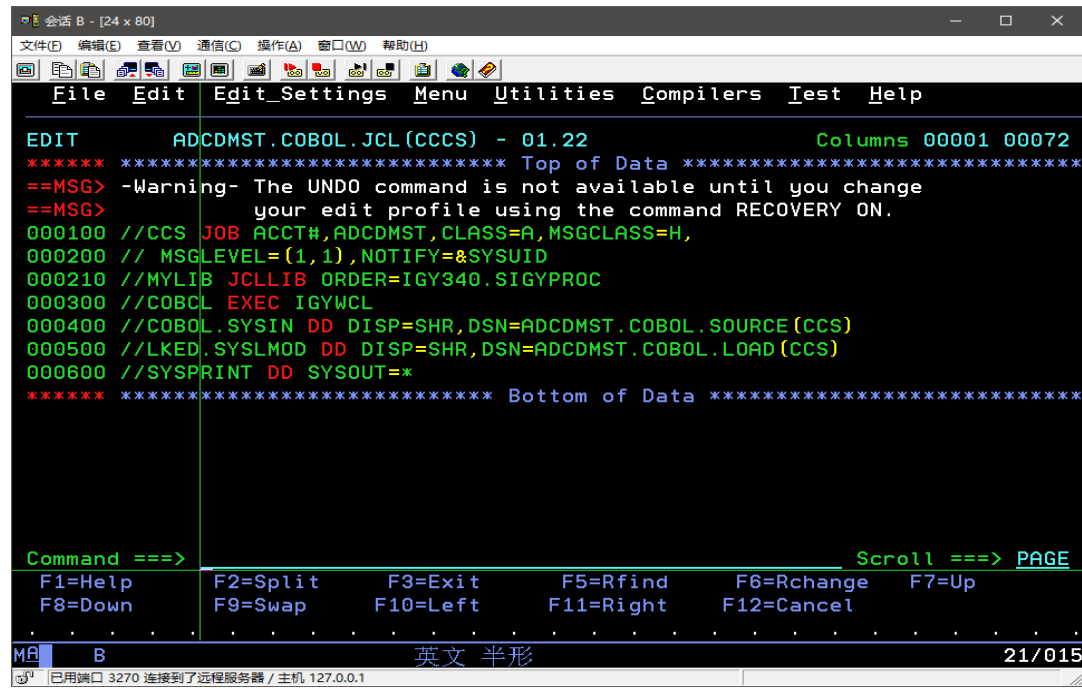 会话 B - [24 x 80]
文件(F) 编辑(E) 查看(V) 通信(C) 操作(A) 窗口(W) 帮助(H)
File Edit Edit_Settings Menu Utilities Compilers Test Help
EDIT ADCDMST.COBOL.JCL(CCCS) - 01.22 Columns 00001 00072
****** **************************** Top of Data ******************************
==MSG> -Warning- The UNDO command is not available until you change
==MSG> your edit profile using the command RECOVERY ON.
000100 //CCS JOB ACCT#,ADCDMST,CLASS=A,MSGCLASS=H,
000200 // MSGLEVEL=(1,1),NOTIFY=&SYSUID
000210 //MYLIB JCLLIB ORDER=IGY340.SIGYPROC
000300 //COBCL EXEC IGYWCL
000400 //COBOL.SYSIN DD DISP=SHR,DSN=ADCDMST.COBOL.SOURCE(CCS)
000500 //LKED.SYSLMOD DD DISP=SHR,DSN=ADCDMST.COBOL.LOAD(CCS)
000600 //SYSPRINT DD SYSOUT=*
****** **************************** Bottom of Data ****************************
Command ===> Scroll ===> PAGE
F1=Help F2=Split F3=Exit F5=Rfind F6=Rchange F7=Up
F8=Down F9=Swap F10=Left F11=Right F12=Cancel
. . . . . . . . . . . . . . . . . . . . . . . . . . .
MA B 英文 半形 21/015
已用端口 3270 连接到了远程服务器 / 主机 127.0.0.1